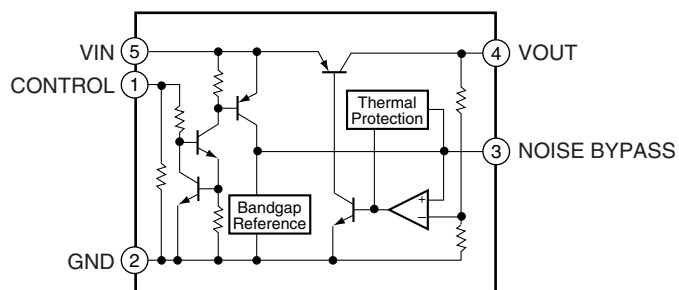 VIN 5
4 VOUT
CONTROL 1
Thermal
Protection
3 NOISE BYPASS
+
−
Bandgap
Reference
GND 2